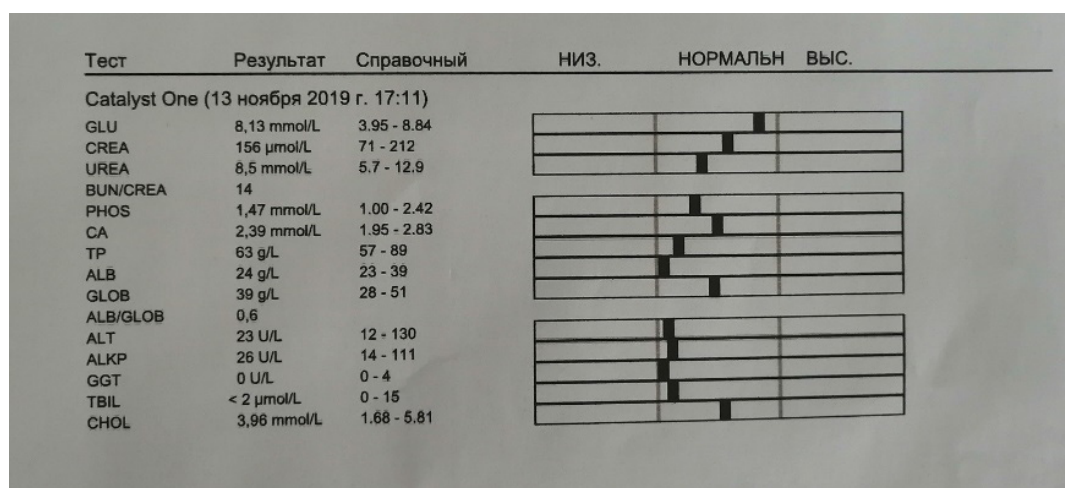 Тест Результат Справочный НИЗ. НОРМАЛЬН ВЫС.
Catalyst One (13 ноября 2019 г. 17:11)
GLU 8,13 mmol/L 3.95 - 8.84
CREA 156 µmol/L 71 - 212
UREA 8,5 mmol/L 5.7 - 12.9
BUN/CREA 14
PHOS 1,47 mmol/L 1.00 - 2.42
CA 2,39 mmol/L 1.95 - 2.83
TP 63 g/L 57 - 89
ALB 24 g/L 23 - 39
GLOB 39 g/L 28 - 51
ALB/GLOB 0,6
ALT 23 U/L 12 - 130
ALKP 26 U/L 14 - 111
GGT 0 U/L 0 - 4
TBIL < 2 µmol/L 0 - 15
CHOL 3,96 mmol/L 1.68 - 5.81